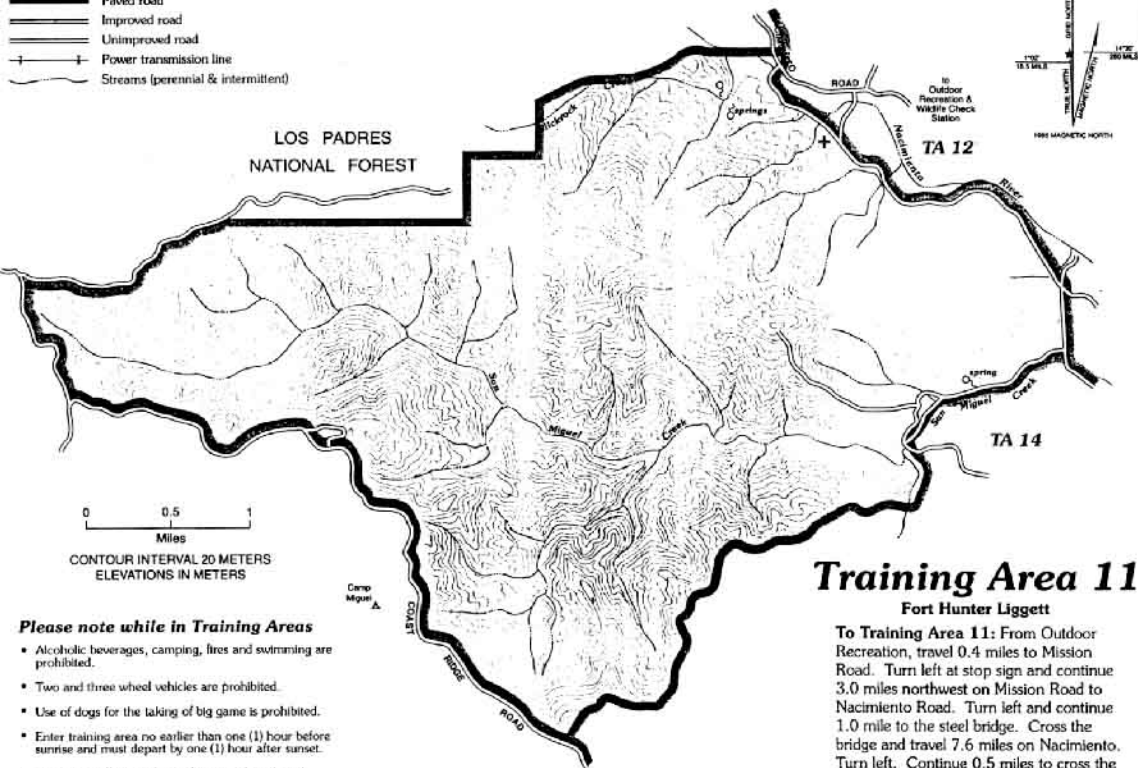 Paved road
Improved road
Unimproved road
Power transmission line
Streams (perennial & intermittent)
LOS PADRES
NATIONAL FOREST
Creek
springs
ROAD
to
Outdoor
Recreation &
Wildlife Check
Station
Nacimiento
River
TA 12
GRID NORTH
TRUE NORTH
MAGNETIC NORTH
San
Miguel
Creek
spring
San Miguel Creek
TA 14
0 0.5 1
Miles
CONTOUR INTERVAL 20 METERS
ELEVATIONS IN METERS
Camp
Miguel
COAST
RIDGE
ROAD
Please note while in Training Areas
• Alcoholic beverages, camping, fires and swimming are
prohibited.
• Two and three wheel vehicles are prohibited.
• Use of dogs for the taking of big game is prohibited.
• Enter training area no earlier than one (1) hour before
sunrise and must depart by one (1) hour after sunset.
Training Area 11
Fort Hunter Liggett
To Training Area 11: From Outdoor
Recreation, travel 0.4 miles to Mission
Road. Turn left at stop sign and continue
3.0 miles northwest on Mission Road to
Nacimiento Road. Turn left and continue
1.0 mile to the steel bridge. Cross the
bridge and travel 7.6 miles on Nacimiento.
Turn left. Continue 0.5 miles to cross the